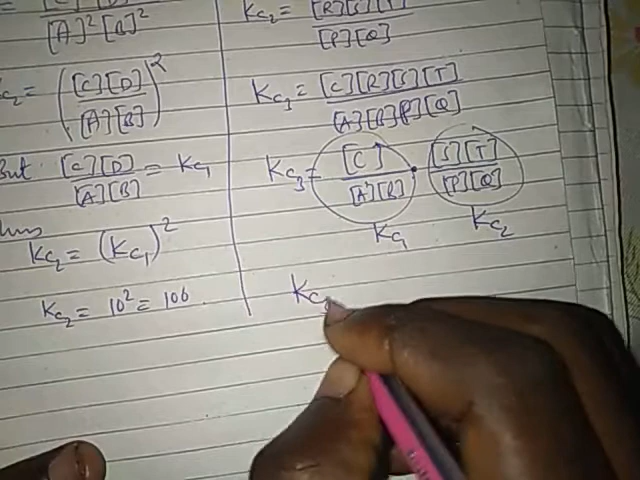 [A]²[B]²
Kc₂ = ([C][D] / [A][B])²
But [C][D] / [A][B] = Kc₁
Thus
Kc₂ = (Kc₁)²
Kc₂ = 10² = 100
Kc₂ = [R][S][T] / [P][Q]
Kc₃ = [C][R][S][T] / [A][B][P][Q]
Kc₃ = [C] / [A][B] · [S][T] / [P][Q]
Kc₁ Kc₂
Kc₃